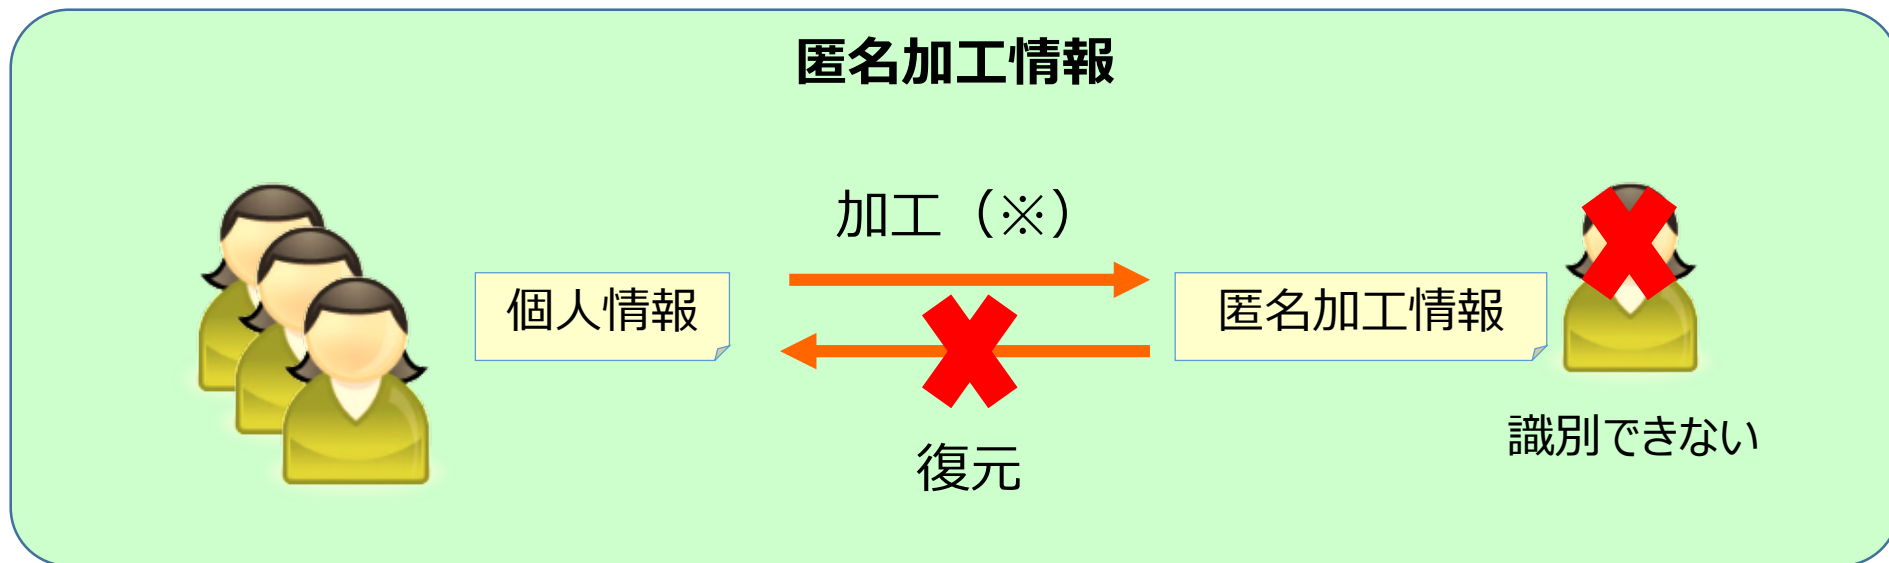 匿名加工情報
加工（※）
個人情報
匿名加工情報
復元
識別できない